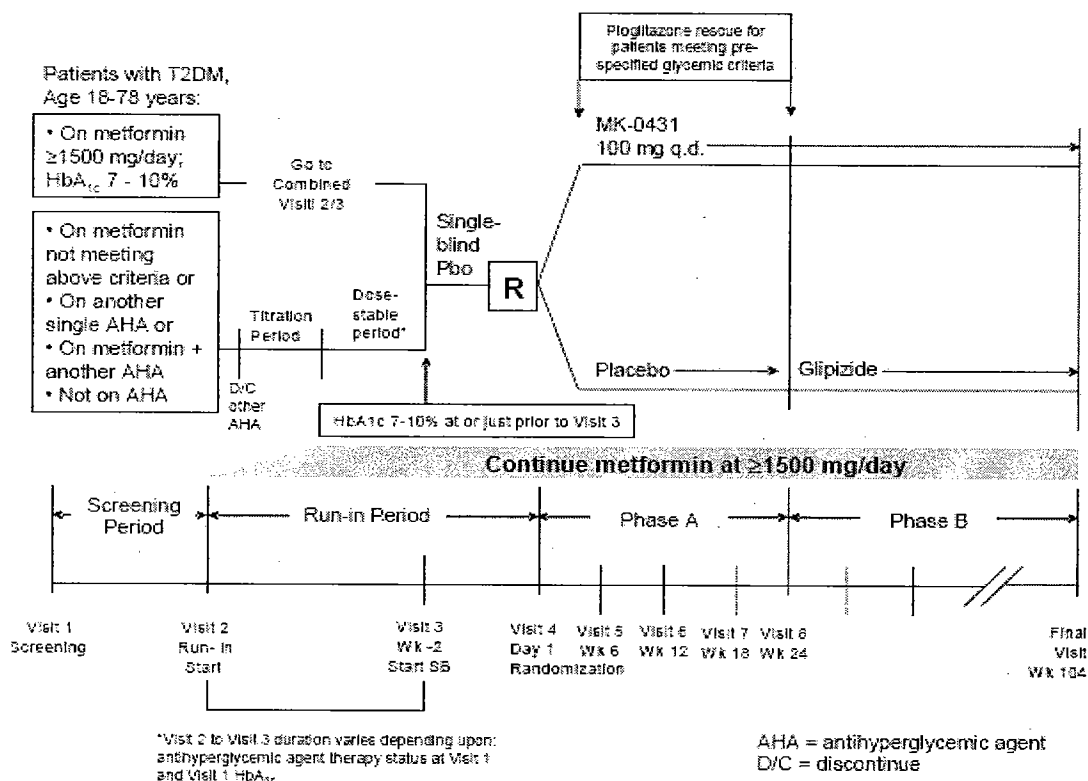 Pioglitazone rescue for
patients meeting pre-
specified glycemic criteria
Patients with T2DM,
Age 18-78 years:
• On metformin
≥1500 mg/day;
HbA1c 7 - 10%
Go to
Combined
Visit 2/3
• On metformin
not meeting
above criteria or
• On another
single AHA or
• On metformin +
another AHA
• Not on AHA
Titration
Period
D/C
other
AHA
Dose-
stable
period*
Single-
blind
Pbo
R
MK-0431
100 mg q.d.
Placebo
Glipizide
HbA1c 7-10% at or just prior to Visit 3
Continue metformin at ≥1500 mg/day
Screening
Period
Run-in Period
Phase A
Phase B
Visit 1
Screening
Visit 2
Run-in
Start
Visit 3
Wk -2
Start SB
Visit 4
Day 1
Randomization
Visit 5
Wk 6
Visit 6
Wk 12
Visit 7
Wk 18
Visit 8
Wk 24
Final
Visit
Wk 104
*Visit 2 to Visit 3 duration varies depending upon:
antihyperglycemic agent therapy status at Visit 1
and Visit 1 HbA1c
AHA = antihyperglycemic agent
D/C = discontinue